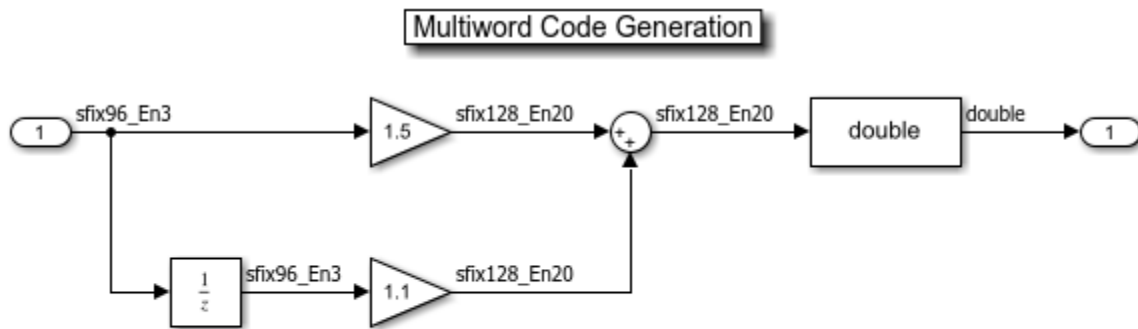 Multiword Code Generation
sfix96_En3
sfix128_En20
sfix128_En20
double
1
1.5
+
+
double
1
1
z
sfix96_En3
1.1
sfix128_En20